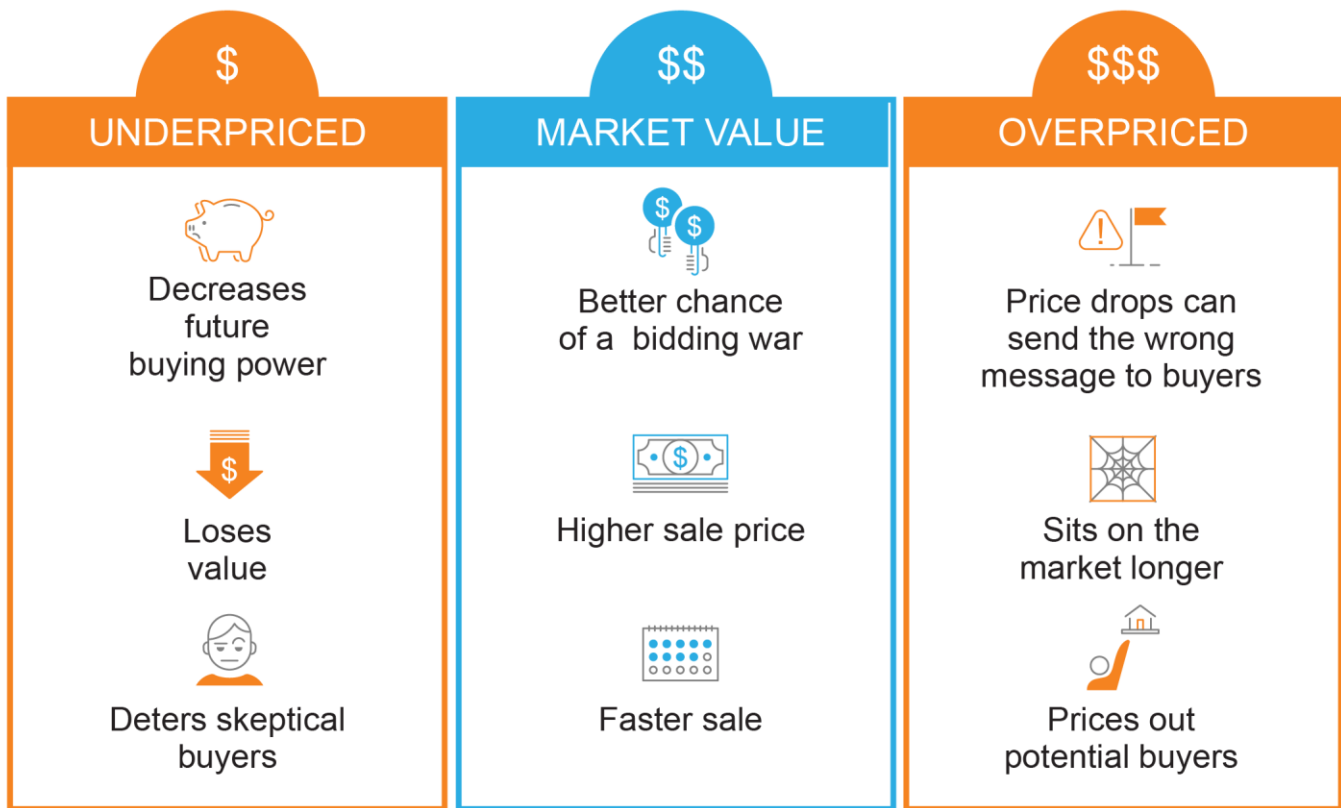 $
UNDERPRICED
$
Decreases
future
buying power
$
Loses
value
Deters skeptical
buyers
$$
MARKET VALUE
$ $
Better chance
of a  bidding war
$
Higher sale price
Faster sale
$$$
OVERPRICED
!
Price drops can
send the wrong
message to buyers
Sits on the
market longer
Prices out
potential buyers